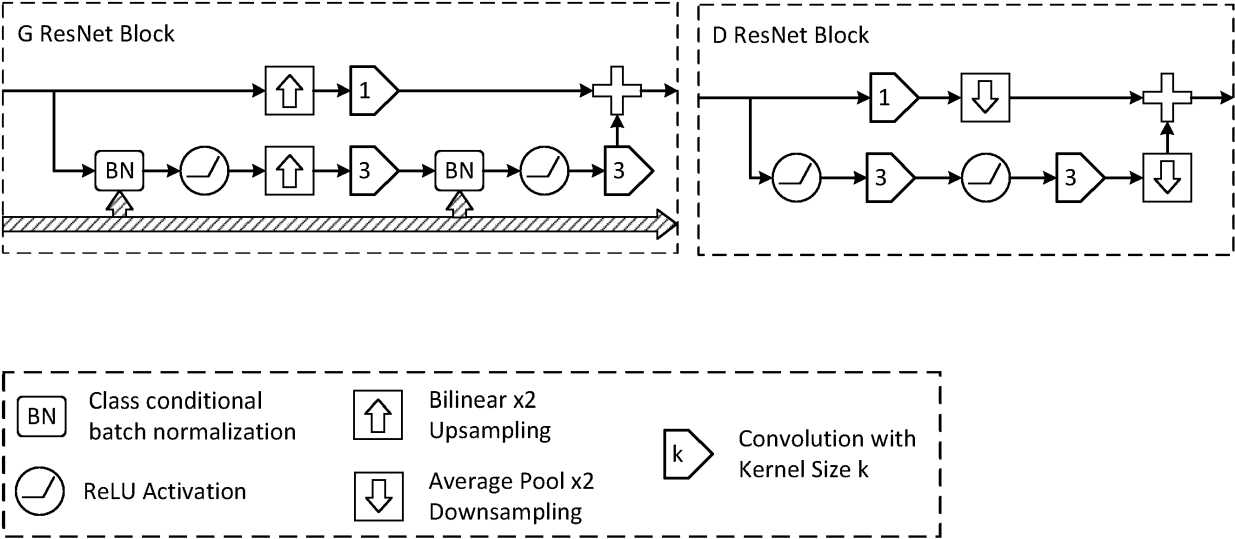 G ResNet Block
1
BN
3
BN
3
D ResNet Block
1
3
3
BN
Class conditional
batch normalization
ReLU Activation
Bilinear x2
Upsampling
Average Pool x2
Downsampling
k
Convolution with
Kernel Size k